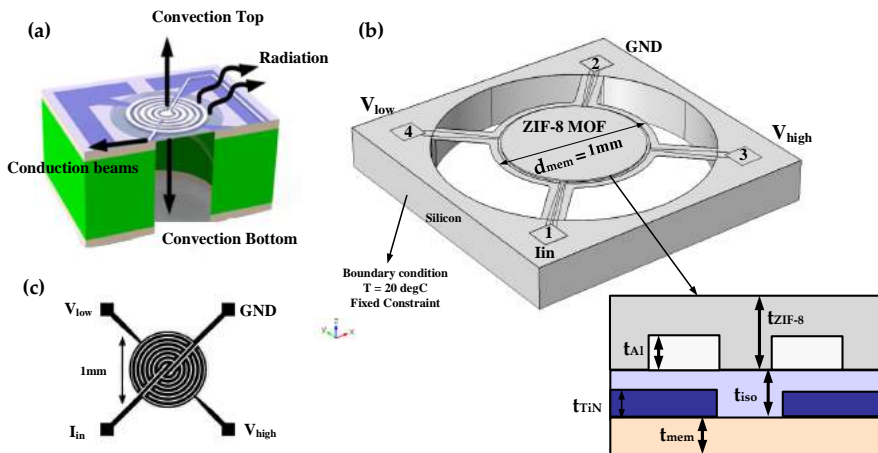 (a)
Convection Top
Radiation
Conduction beams
Convection Bottom
(b)
GND
2
Vlow
4
ZIF-8 MOF
dmem = 1mm
Vhigh
3
Silicon
1
Iin
Boundary condition
T = 20 degC
Fixed Constraint
z
y
x
(c)
Vlow
GND
1mm
Iin
Vhigh
tZIF-8
tAl
tiso
tTiN
tmem